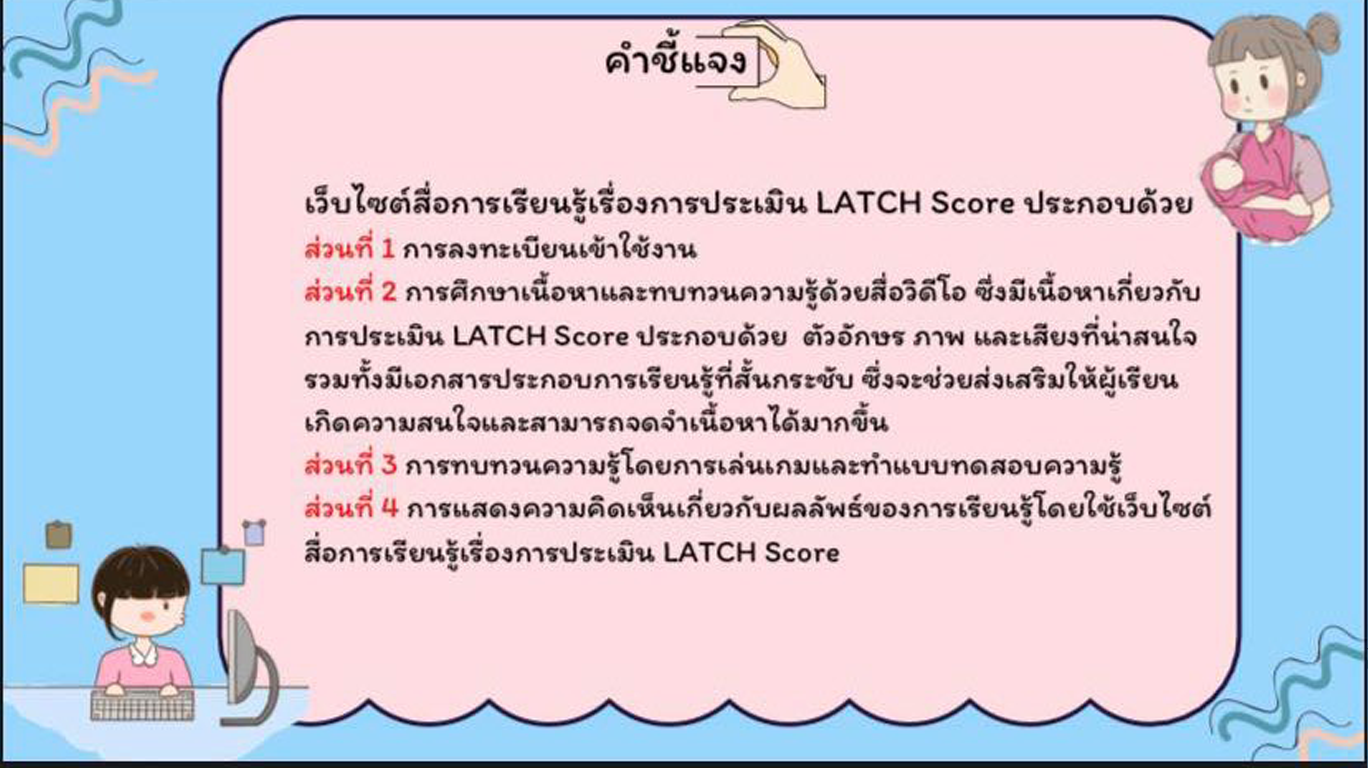 คำชี้แจง
เว็บไซต์สื่อการเรียนรู้เรื่องการประเมิน LATCH Score ประกอบด้วย
ส่วนที่ 1 การลงทะเบียนเข้าใช้งาน
ส่วนที่ 2 การศึกษาเนื้อหาและทบทวนความรู้ด้วยสื่อวิดีโอ ซึ่งมีเนื้อหาเกี่ยวกับ
การประเมิน LATCH Score ประกอบด้วย ตัวอักษร ภาพ และเสียงที่น่าสนใจ
รวมทั้งมีเอกสารประกอบการเรียนรู้ที่สั้นกระชับ ซึ่งจะช่วยส่งเสริมให้ผู้เรียน
เกิดความสนใจและสามารถจดจำเนื้อหาได้มากขึ้น
ส่วนที่ 3 การทบทวนความรู้โดยการเล่นเกมและทำแบบทดสอบความรู้
ส่วนที่ 4 การแสดงความคิดเห็นเกี่ยวกับผลลัพธ์ของการเรียนรู้โดยใช้เว็บไซต์
สื่อการเรียนรู้เรื่องการประเมิน LATCH Score